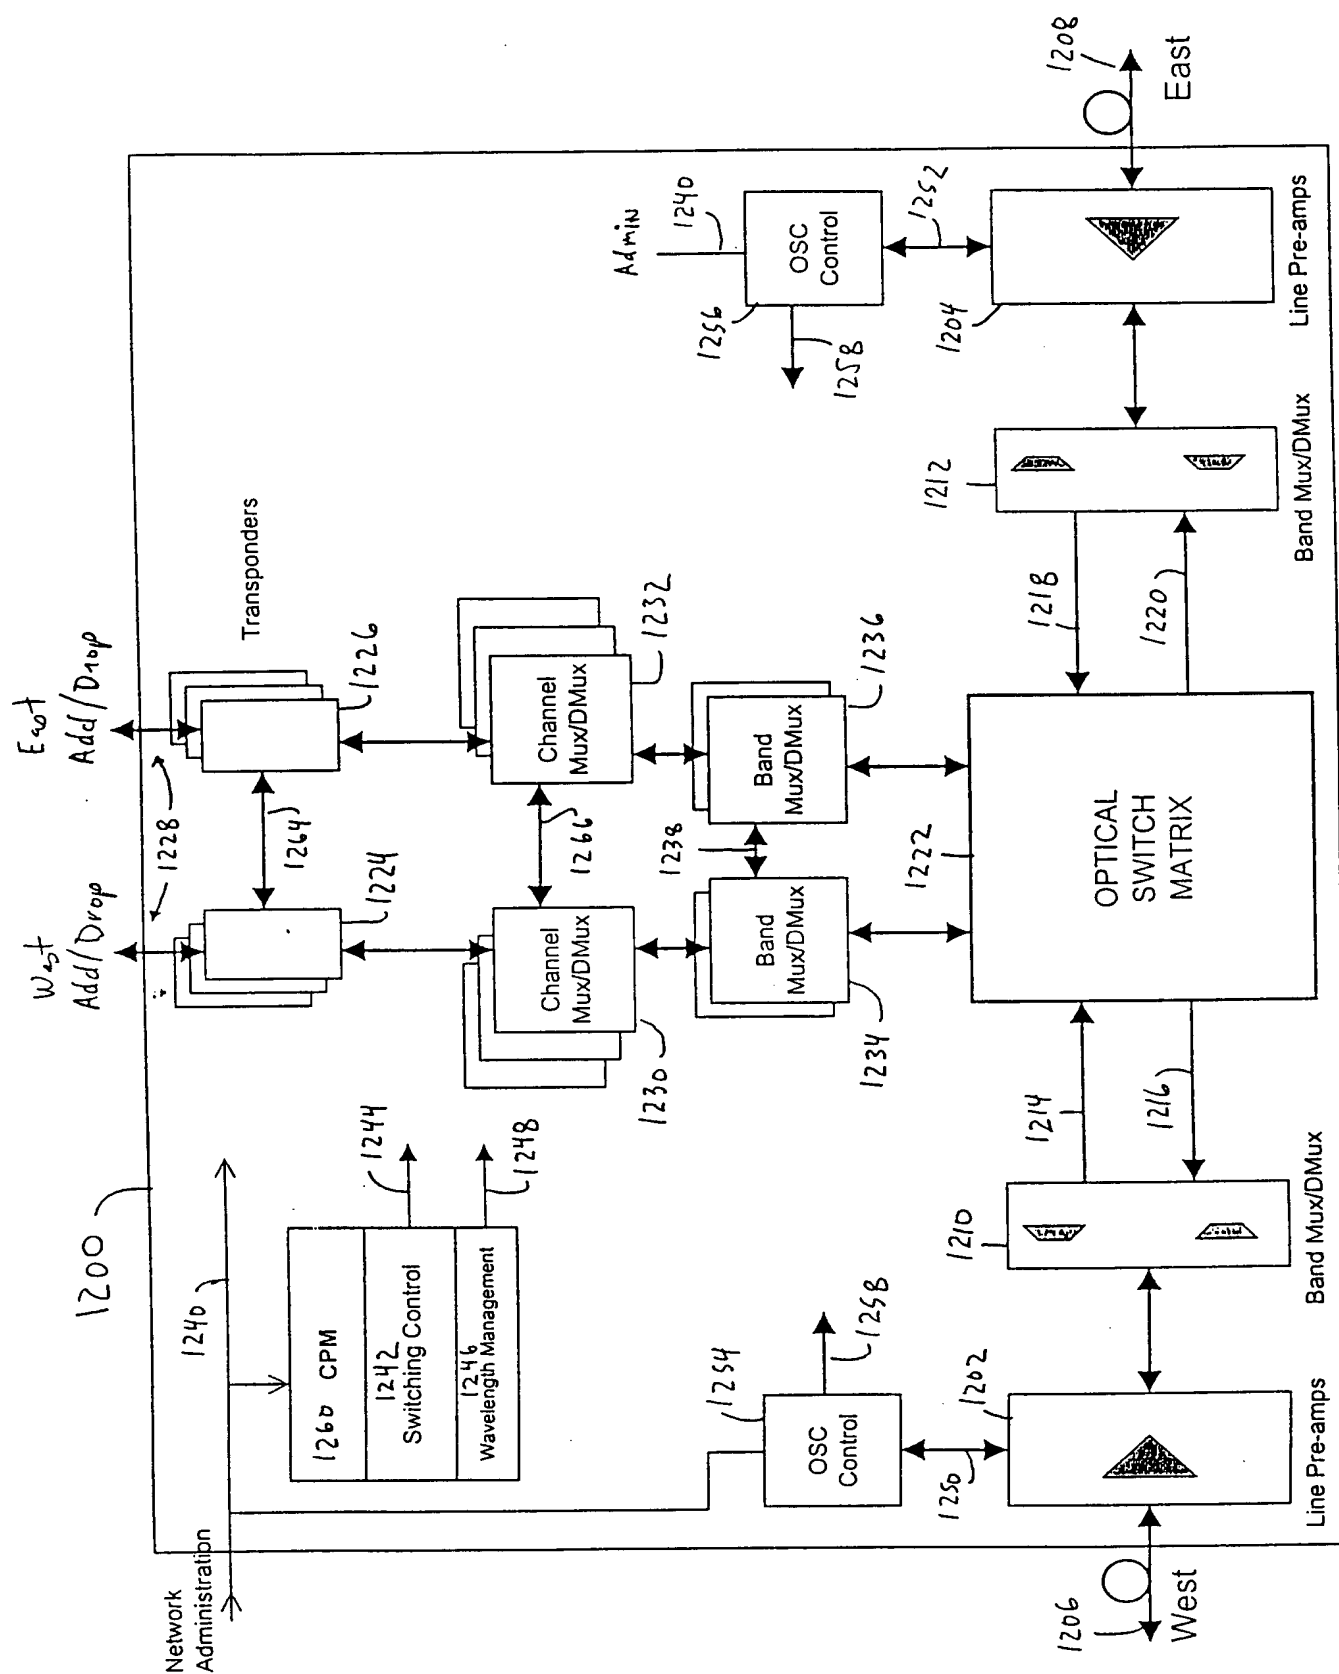 West
Add/Drop
East
Add/Drop
1228
1200
Network
Administration
1240
1264
1224
1226
Transponders
1260 CPM
1242
Switching Control
1244
1246
Wavelength Management
1248
Channel
Mux/DMux
1230
1266
Channel
Mux/DMux
1232
Band
Mux/DMux
1234
1238
Band
Mux/DMux
1236
Admin
1240
OSC
Control
1256
1258
1252
OSC
Control
1254
1258
1250
1202
Line Pre-amps
1206
West
1210
Band Mux/DMux
1214
1216
1222
OPTICAL
SWITCH
MATRIX
1218
1220
1212
Band Mux/DMux
1204
Line Pre-amps
1208
East